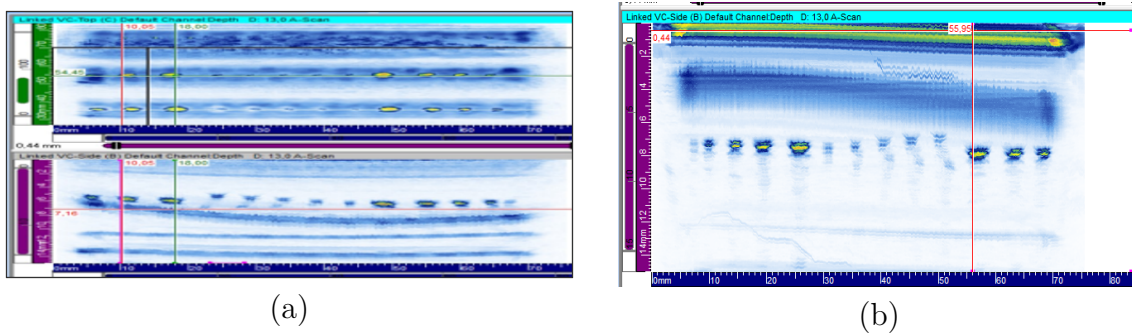 Linked VC-Top (C) Default Channel:Depth D: 13,0 A-Scan
10,05 18,00
54,45
0mm 10 20 30 40 50 60 70
0,44 mm
Linked VC-Side (B) Default Channel:Depth D: 13,0 A-Scan
10,05 18,00
7,16
0mm 10 20 30 40 50 60 70
(a)
Linked VC-Side (B) Default Channel:Depth D: 13,0 A-Scan
0,44
55,95
2
4
6
8
10
12
14mm
0mm 10 20 30 40 50 60 70 80
(b)